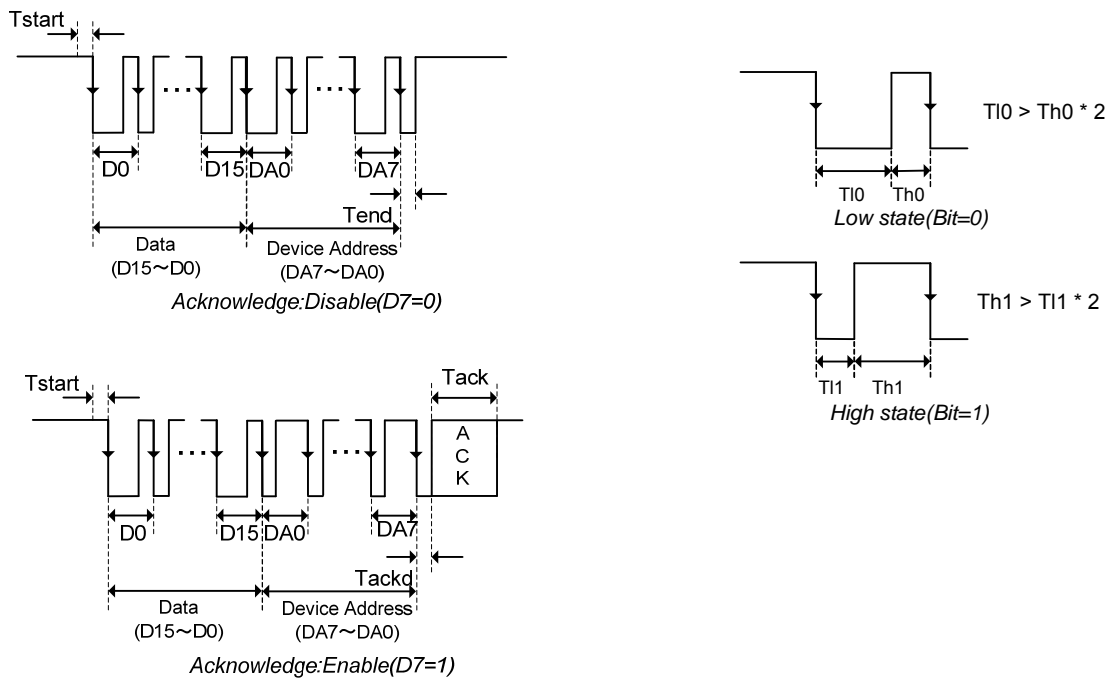 Tstart
D0
D15
DA0
DA7
Tend
Data
(D15～D0)
Device Address
(DA7～DA0)
Acknowledge:Disable(D7=0)
Tl0 > Th0 * 2
Tl0
Th0
Low state(Bit=0)
Th1 > Tl1 * 2
Tl1
Th1
High state(Bit=1)
Tstart
Tack
A
C
K
D0
D15
DA0
DA7
Tackd
Data
(D15～D0)
Device Address
(DA7～DA0)
Acknowledge:Enable(D7=1)